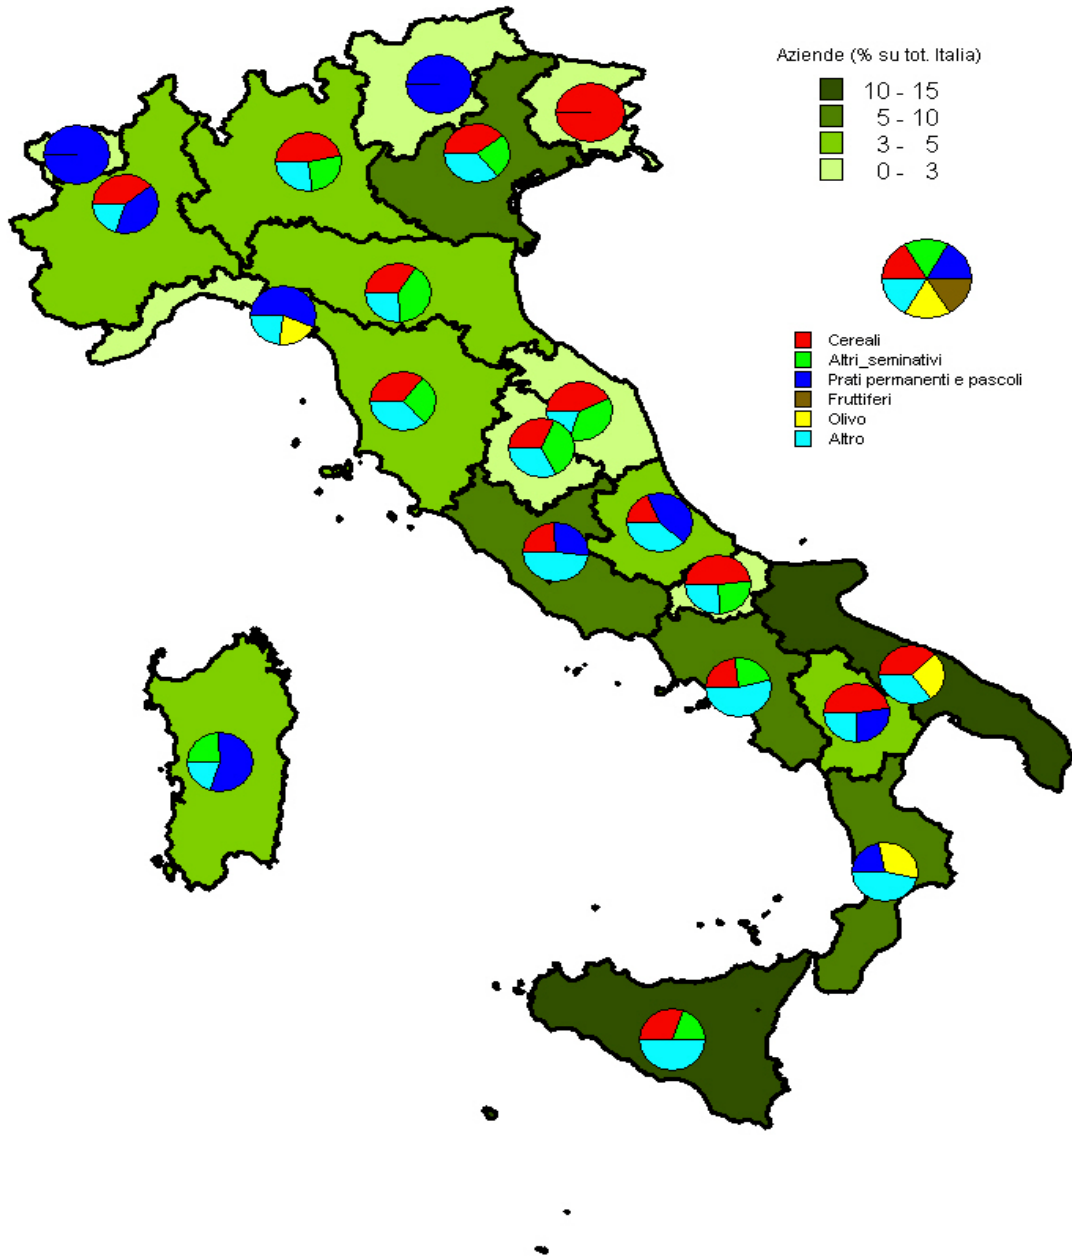 Aziende (% su tot. Italia)
10 - 15
5 - 10
3 - 5
0 - 3
Cereali
Altri_seminativi
Prati permanenti e pascoli
Fruttiferi
Olivo
Altro